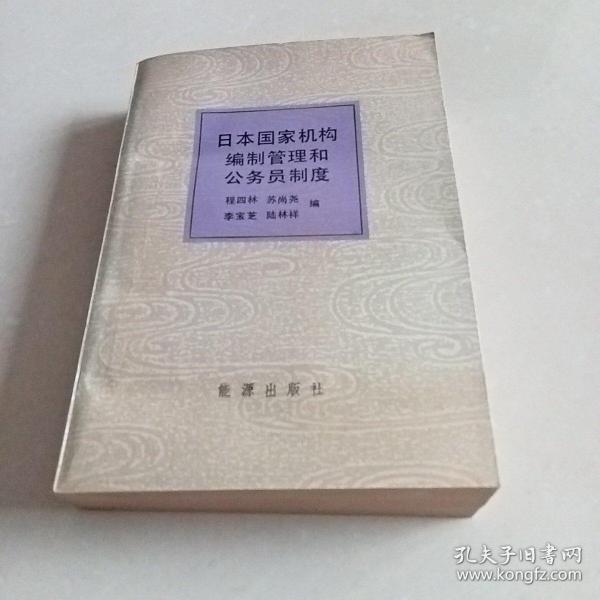 日本国家机构
编制管理和
公务员制度
程四林 苏尚尧
李宝芝 陆林祥 编
能源出版社
孔夫子旧书网
www.kongfz.com